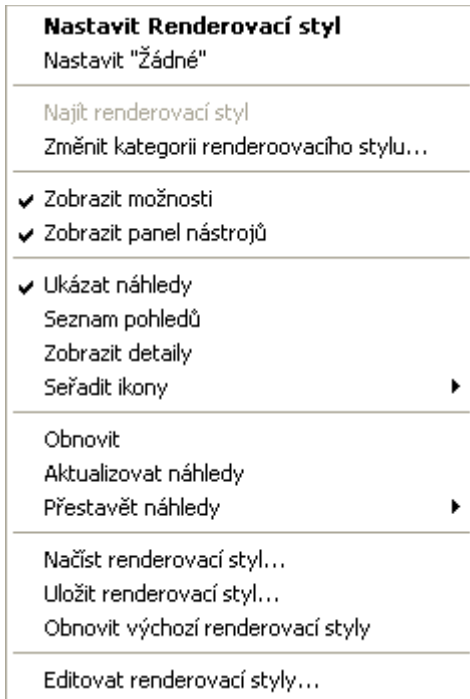 Nastavit Renderovací styl
Nastavit "Žádné"
Najít renderovací styl
Změnit kategorii renderoovacího stylu...
Zobrazit možnosti
Zobrazit panel nástrojů
Ukázat náhledy
Seznam pohledů
Zobrazit detaily
Seřadit ikony
Obnovit
Aktualizovat náhledy
Přestavět náhledy
Načíst renderovací styl...
Uložit renderovací styl...
Obnovit výchozí renderovací styly
Editovat renderovací styly...